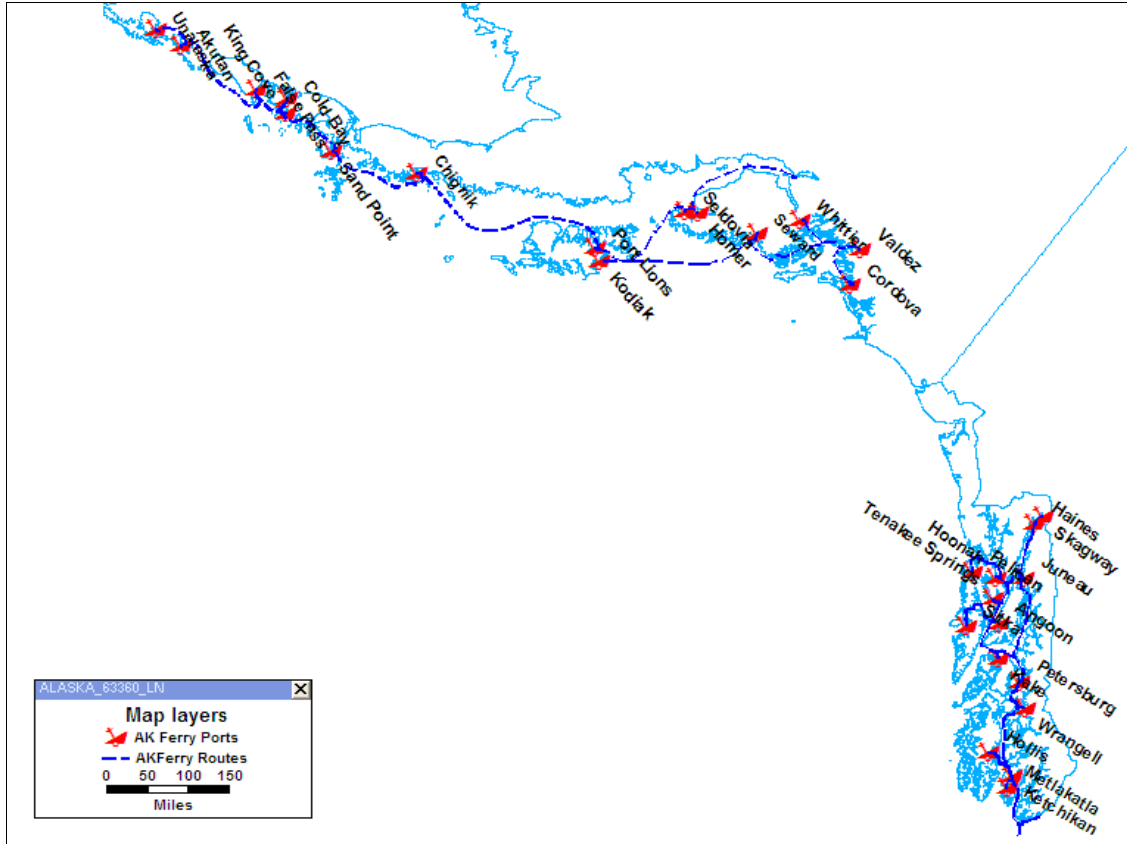 Unalaska
Akutan
King Cove
False Pass
Cold Bay
Sand Point
Chignik
Port Lions
Kodiak
Seldovia
Homer
Seward
Whittier
Valdez
Cordova
Haines
Skagway
Hoonah
Pelican
Tenakee Springs
Juneau
Sitka
Angoon
Kake
Petersburg
Wrangell
Hollis
Metlakatla
Ketchikan
ALASKA_63360_LN
Map layers
AK Ferry Ports
AKFerry Routes
0 50 100 150
Miles